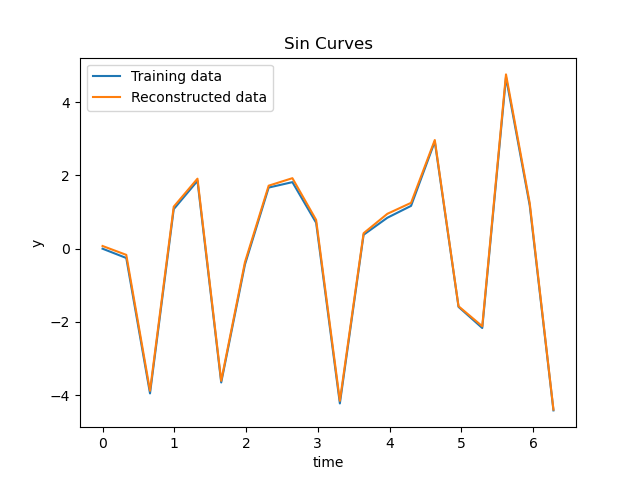 Sin Curves
Training data
Reconstructed data
4
2
0
−2
−4
y
0 1 2 3 4 5 6
time